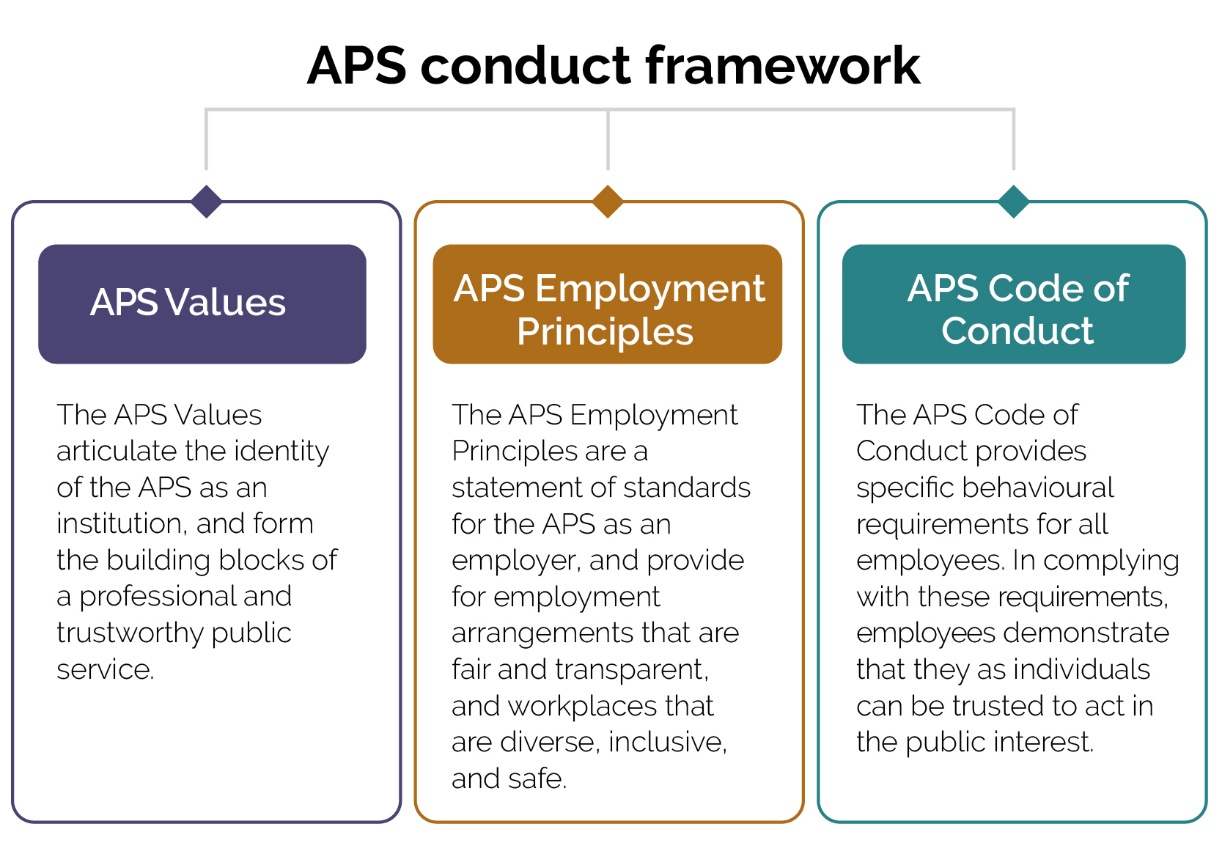 APS conduct framework
APS Values
The APS Values
articulate the identity
of the APS as an
institution, and form
the building blocks of
a professional and
trustworthy public
service.
APS Employment
Principles
The APS Employment
Principles are a
statement of standards
for the APS as an
employer, and provide
for employment
arrangements that are
fair and transparent,
and workplaces that
are diverse, inclusive,
and safe.
APS Code of
Conduct
The APS Code of
Conduct provides
specific behavioural
requirements for all
employees. In complying
with these requirements,
employees demonstrate
that they as individuals
can be trusted to act in
the public interest.